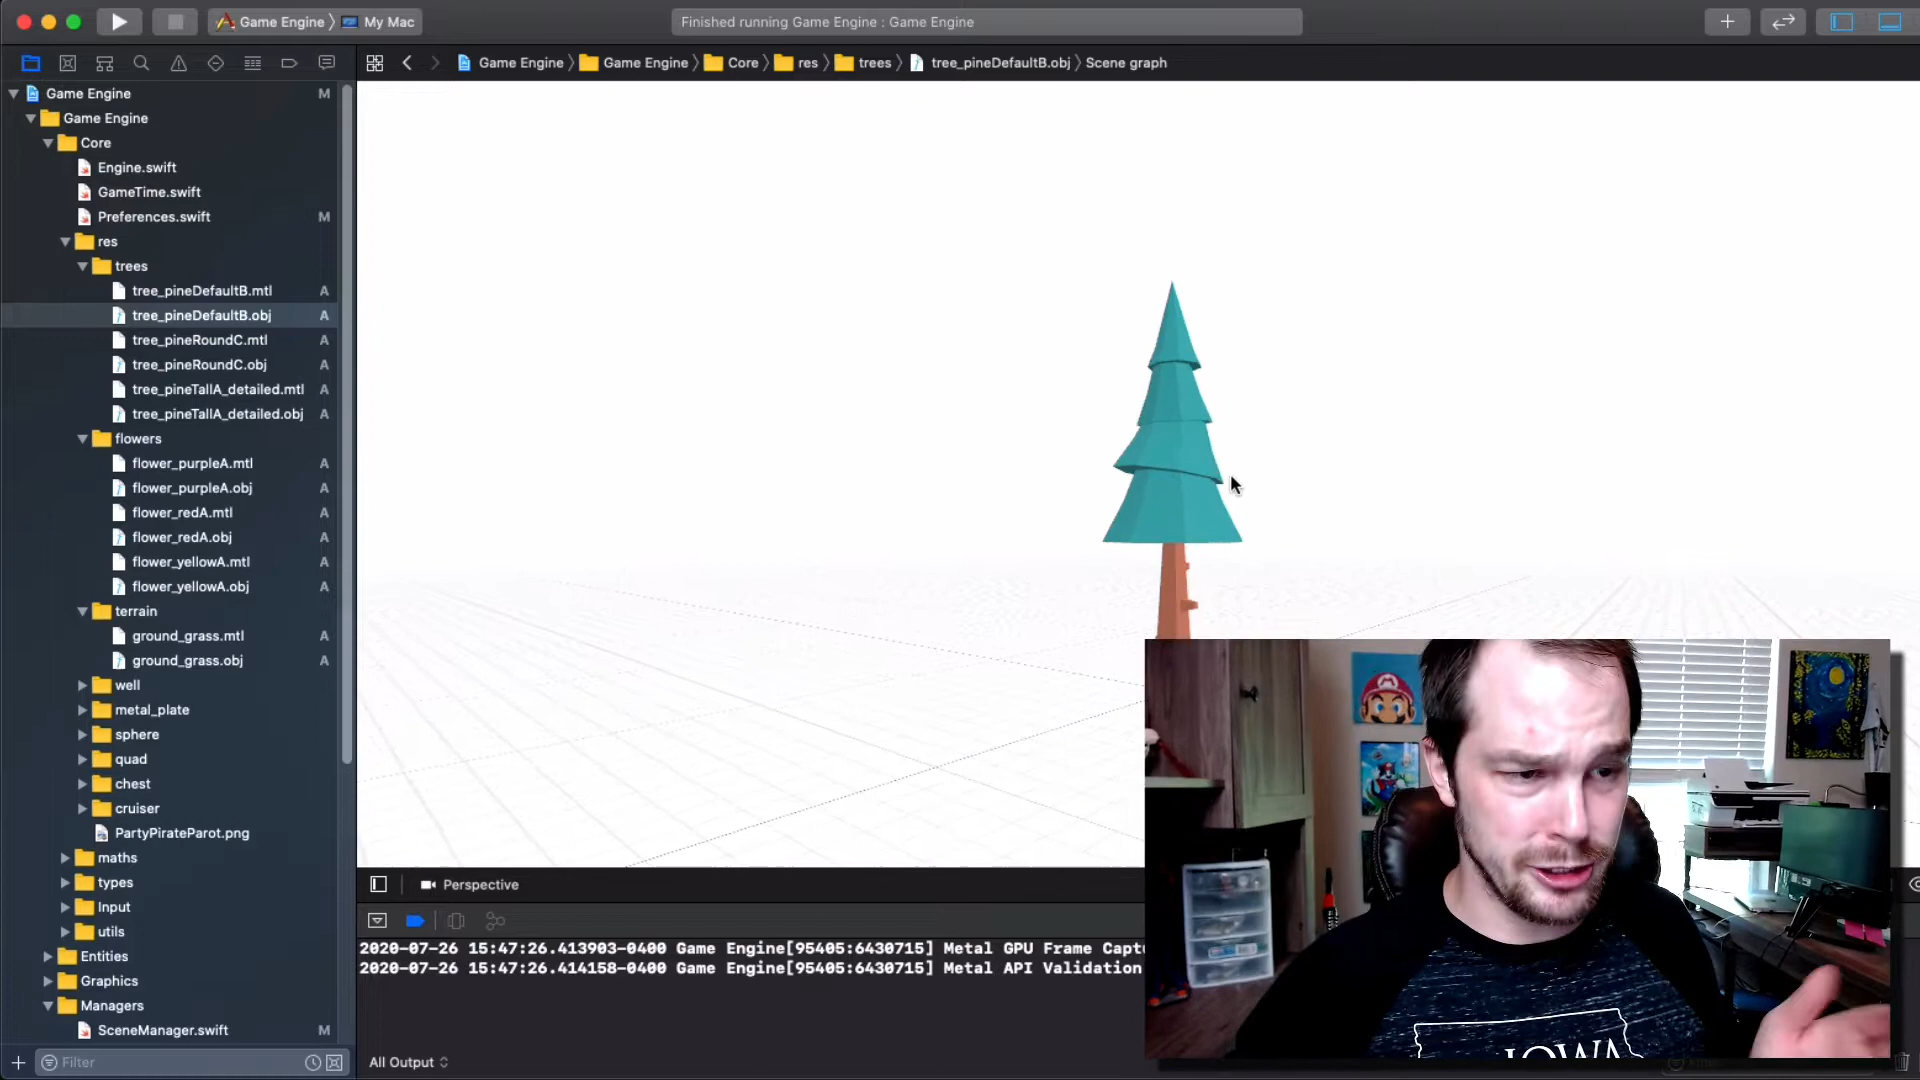 Game Engine 〉 My Mac
Finished running Game Engine : Game Engine
Game Engine 〉 Game Engine 〉 Core 〉 res 〉 trees 〉 tree_pineDefaultB.obj 〉 Scene graph
Game Engine M
Game Engine
Core
Engine.swift
GameTime.swift
Preferences.swift M
res
trees
tree_pineDefaultB.mtl A
tree_pineDefaultB.obj A
tree_pineRoundC.mtl A
tree_pineRoundC.obj A
tree_pineTallA_detailed.mtl A
tree_pineTallA_detailed.obj A
flowers
flower_purpleA.mtl A
flower_purpleA.obj A
flower_redA.mtl A
flower_redA.obj A
flower_yellowA.mtl A
flower_yellowA.obj A
terrain
ground_grass.mtl A
ground_grass.obj A
well
metal_plate
sphere
quad
chest
cruiser
PartyPirateParot.png
maths
types
Input
utils
Entities
Graphics
Managers
SceneManager.swift M
Filter
Perspective
2020-07-26 15:47:26.413903-0400 Game Engine[95405:6430715] Metal GPU Frame Captu
2020-07-26 15:47:26.414158-0400 Game Engine[95405:6430715] Metal API Validation
All Output
IOWA